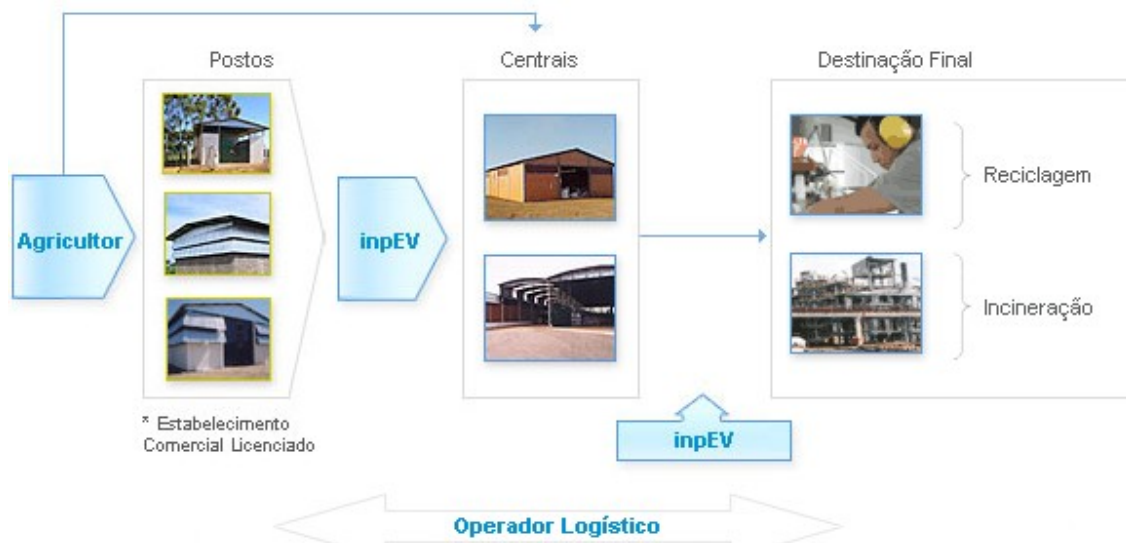 Postos
Centrais
Destinação Final
Agricultor
inpEV
Reciclagem
Incineração
* Estabelecimento
Comercial Licenciado
inpEV
Operador Logístico